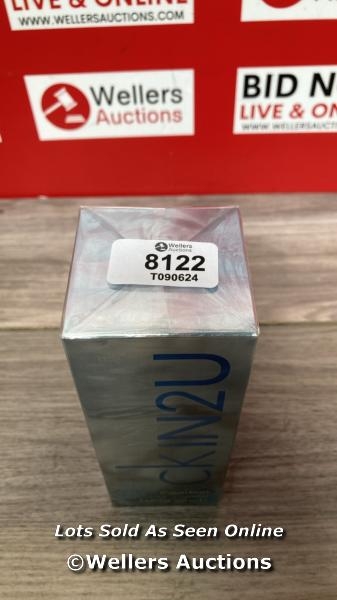 LIVE & ONLINE
WWW.WELLERSAUCTIONS.COM
Wellers
Auctions
BID N
LIVE & ONL
WWW.WELLERSAUCTIONS
Wellers
Auctions
8122
T090624
ckIN2U
Lots Sold As Seen Online
©Wellers Auctions